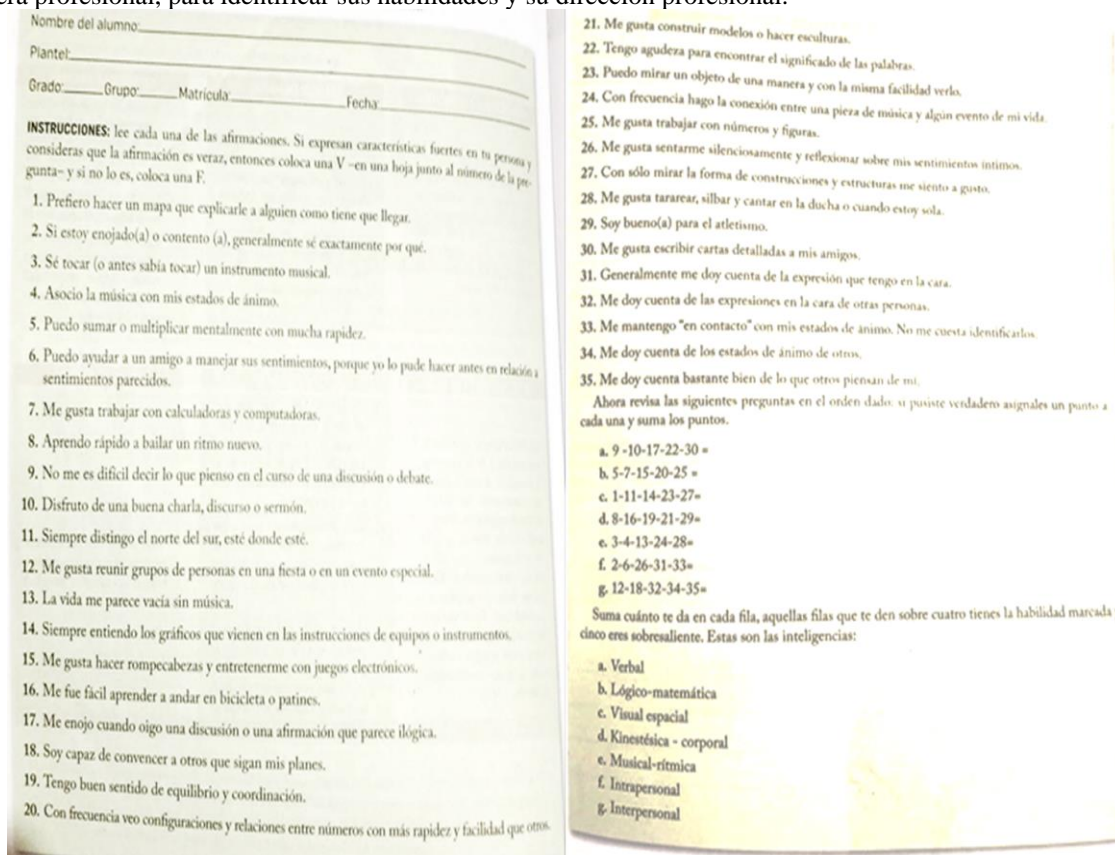 era profesional, para identificar sus habilidades y su dirección profesional.
Nombre del alumno:
Plantel:
Grado: Grupo: Matrícula: Fecha:
INSTRUCCIONES: lee cada una de las afirmaciones. Si expresan características fuertes en tu persona y
consideras que la afirmación es veraz, entonces coloca una V -en una hoja junto al número de la pre-
gunta- y si no lo es, coloca una F.
1. Prefiero hacer un mapa que explicarle a alguien como tiene que llegar.
2. Si estoy enojado(a) o contento (a), generalmente sé exactamente por qué.
3. Sé tocar (o antes sabía tocar) un instrumento musical.
4. Asocio la música con mis estados de ánimo.
5. Puedo sumar o multiplicar mentalmente con mucha rapidez.
6. Puedo ayudar a un amigo a manejar sus sentimientos, porque yo lo pude hacer antes en relación a
sentimientos parecidos.
7. Me gusta trabajar con calculadoras y computadoras.
8. Aprendo rápido a bailar un ritmo nuevo.
9. No me es difícil decir lo que pienso en el curso de una discusión o debate.
10. Disfruto de una buena charla, discurso o sermón.
11. Siempre distingo el norte del sur, esté donde esté.
12. Me gusta reunir grupos de personas en una fiesta o en un evento especial.
13. La vida me parece vacía sin música.
14. Siempre entiendo los gráficos que vienen en las instrucciones de equipos o instrumentos.
15. Me gusta hacer rompecabezas y entretenerme con juegos electrónicos.
16. Me fue fácil aprender a andar en bicicleta o patines.
17. Me enojo cuando oigo una discusión o una afirmación que parece ilógica.
18. Soy capaz de convencer a otros que sigan mis planes.
19. Tengo buen sentido de equilibrio y coordinación.
20. Con frecuencia veo configuraciones y relaciones entre números con más rapidez y facilidad que otros.
21. Me gusta construir modelos o hacer esculturas.
22. Tengo agudeza para encontrar el significado de las palabras.
23. Puedo mirar un objeto de una manera y con la misma facilidad verlo.
24. Con frecuencia hago la conexión entre una pieza de música y algún evento de mi vida.
25. Me gusta trabajar con números y figuras.
26. Me gusta sentarme silenciosamente y reflexionar sobre mis sentimientos íntimos.
27. Con sólo mirar la forma de construcciones y estructuras me siento a gusto.
28. Me gusta tararear, silbar y cantar en la ducha o cuando estoy sola.
29. Soy bueno(a) para el atletismo.
30. Me gusta escribir cartas detalladas a mis amigos.
31. Generalmente me doy cuenta de la expresión que tengo en la cara.
32. Me doy cuenta de las expresiones en la cara de otras personas.
33. Me mantengo "en contacto" con mis estados de ánimo. No me cuesta identificarlos.
34. Me doy cuenta de los estados de ánimo de otros.
35. Me doy cuenta bastante bien de lo que otros piensan de mí.
Ahora revisa las siguientes preguntas en el orden dado: si pusiste verdadero asígnales un punto a
cada una y suma los puntos.
a. 9-10-17-22-30 =
b. 5-7-15-20-25 =
c. 1-11-14-23-27=
d. 8-16-19-21-29=
e. 3-4-13-24-28=
f. 2-6-26-31-33=
g. 12-18-32-34-35=
Suma cuánto te da en cada fila, aquellas filas que te den sobre cuatro tienes la habilidad marcada
cinco eres sobresaliente. Estas son las inteligencias:
a. Verbal
b. Lógico-matemática
c. Visual espacial
d. Kinestésica - corporal
e. Musical-rítmica
f. Intrapersonal
g. Interpersonal